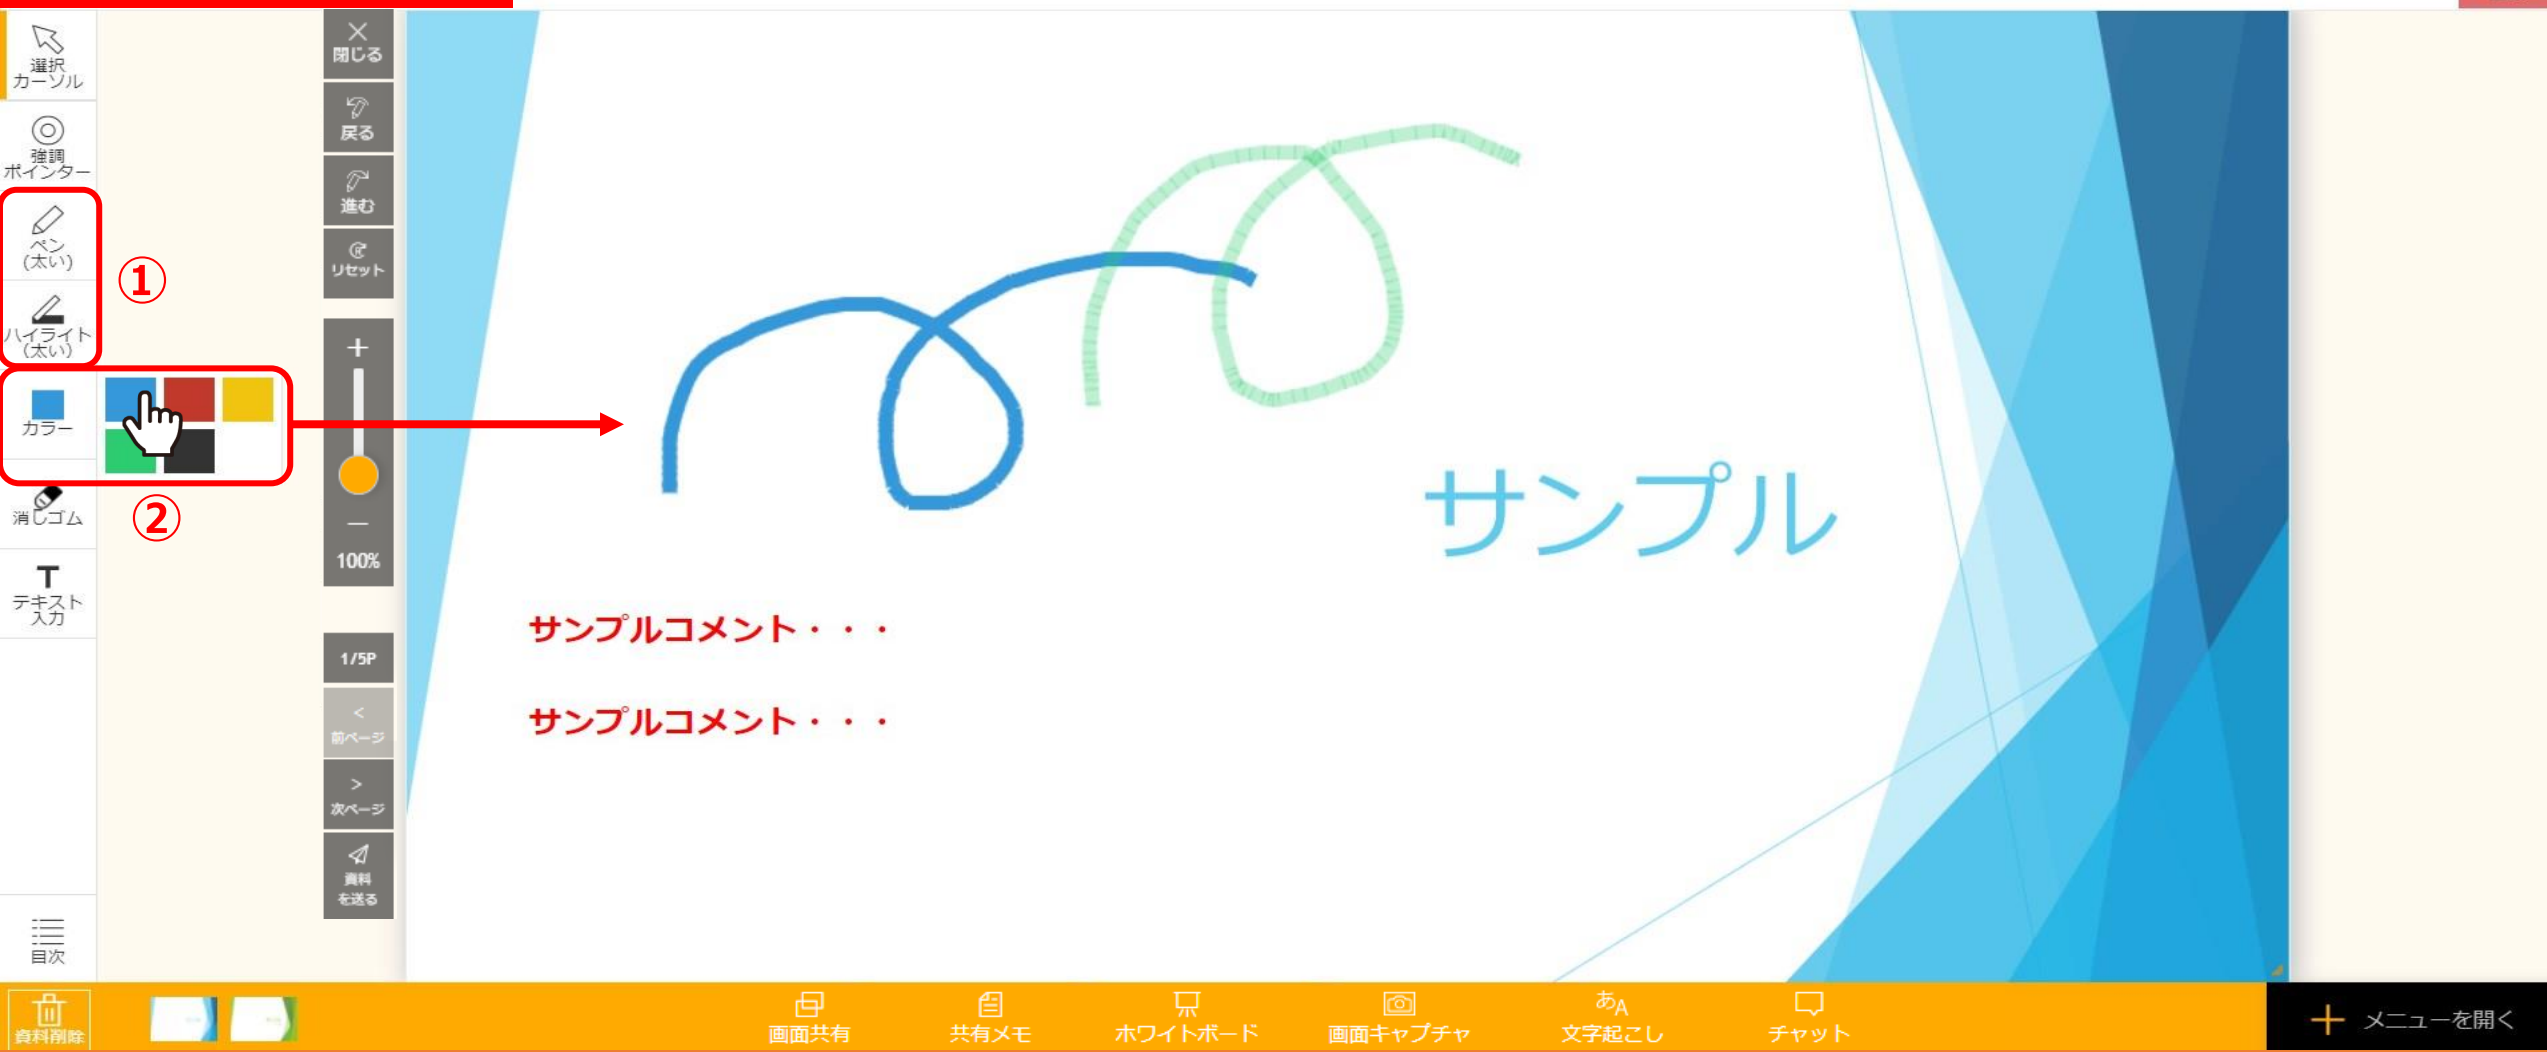 選択
カーソル
強調
ポインター
ペン
(太い)
ハイライト
(太い)
①
カラー
②
消しゴム
T
テキスト
入力
目次
閉じる
戻る
進む
R
リセット
+
−
100%
1/5P
<
前ページ
>
次ページ
資料
を送る
サンプル
サンプルコメント・・・
サンプルコメント・・・
資料削除
画面共有
共有メモ
ホワイトボード
画面キャプチャ
あA
文字起こし
チャット
+ メニューを開く